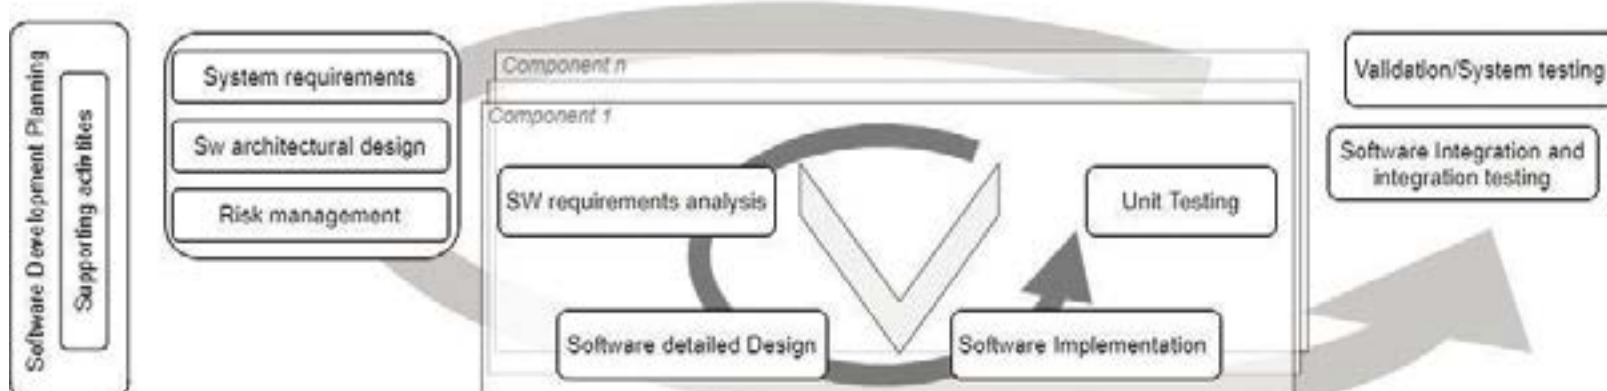 Software Development Planning
Supporting activities
System requirements
Sw architectural design
Risk management
Component n
Component 1
SW requirements analysis
Unit Testing
Software detailed Design
Software Implementation
Validation/System testing
Software Integration and
integration testing